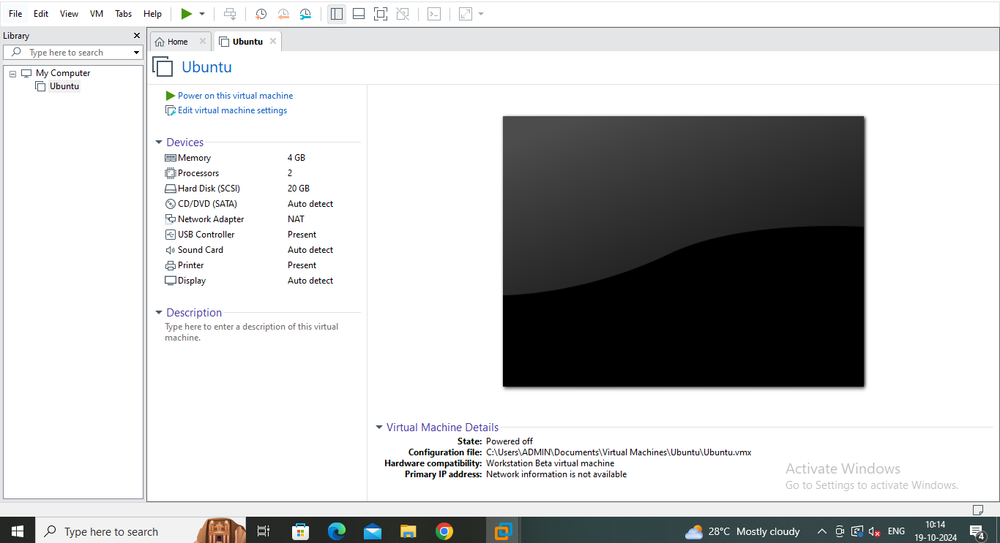 File Edit View VM Tabs Help
Library
Home
Ubuntu
Type here to search
Ubuntu
My Computer
Ubuntu
Power on this virtual machine
Edit virtual machine settings
Devices
Memory 4 GB
Processors 2
Hard Disk (SCSI) 20 GB
CD/DVD (SATA) Auto detect
Network Adapter NAT
USB Controller Present
Sound Card Auto detect
Printer Present
Display Auto detect
Description
Type here to enter a description of this virtual
machine.
Virtual Machine Details
State: Powered off
Configuration file: C:\Users\ADMIN\Documents\Virtual Machines\Ubuntu\Ubuntu.vmx
Hardware compatibility: Workstation Beta virtual machine
Primary IP address: Network information is not available
Activate Windows
Go to Settings to activate Windows.
Type here to search
28°C Mostly cloudy
ENG
10:14
19-10-2024
4